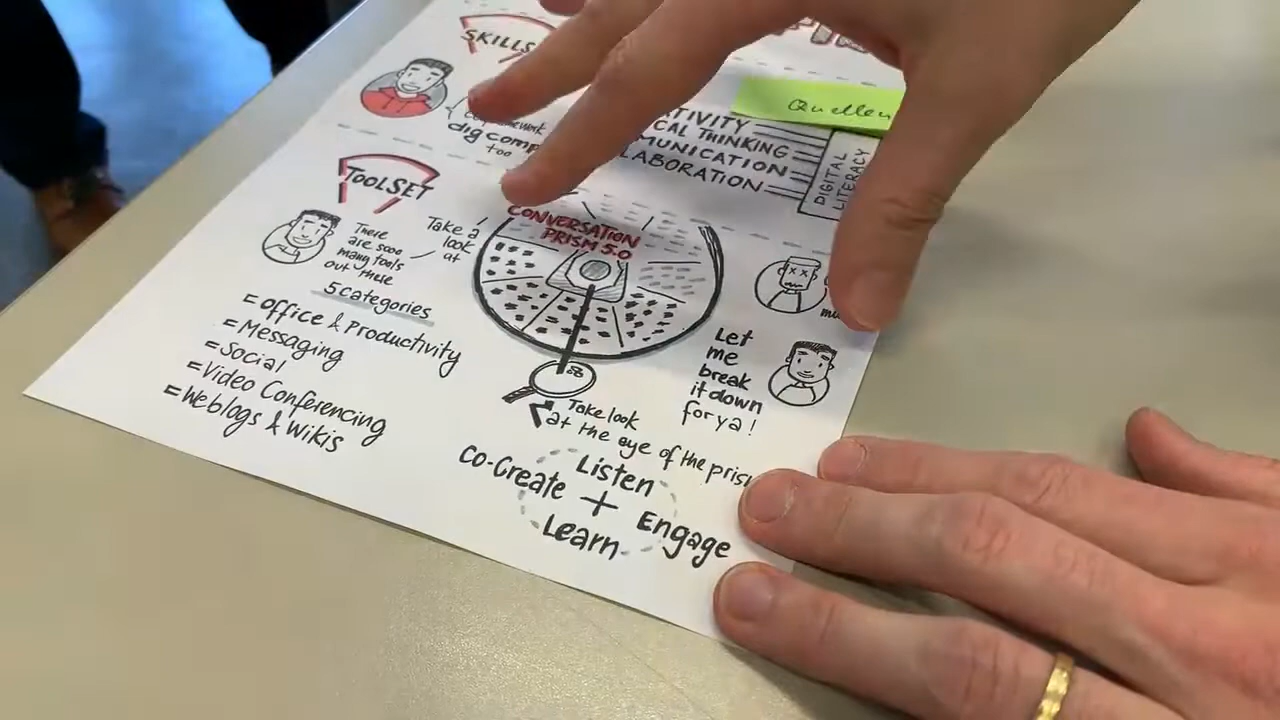 SKILLS
Quellen
TIVITY
CAL THINKING
MUNICATION
LABORATION
DIGITAL
LITERACY
dig comp
too
TOOLSET
There
are sooo
many tools
out there
Take a
look
at
CONVERSATION
PRISM 5.0
5 categories
= Office & Productivity
= Messaging
= Social
= Video Conferencing
= Weblogs & Wikis
Let
me
break
it down
for ya!
Take look
at the eye of the pris
Co-Create
Listen
+
Engage
Learn